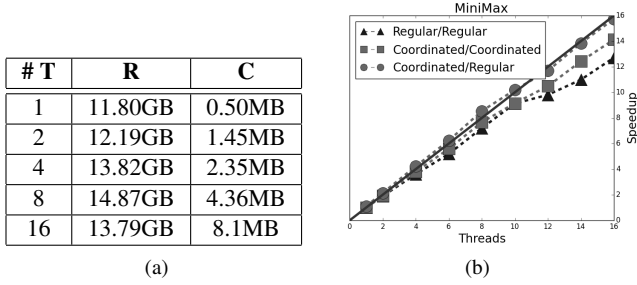 # T R C
1 11.80GB 0.50MB
2 12.19GB 1.45MB
4 13.82GB 2.35MB
8 14.87GB 4.36MB
16 13.79GB 8.1MB
(a)
MiniMax
Regular/Regular
Coordinated/Coordinated
Coordinated/Regular
16
14
12
10
8
6
4
2
0
Speedup
0 2 4 6 8 10 12 14 16
Threads
(b)